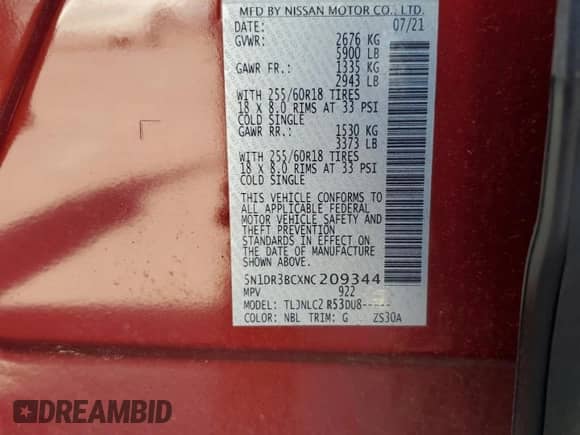 MFD BY NISSAN MOTOR CO., LTD.
DATE: 07/21
GVWR: 2676 KG
5900 LB
GAWR FR.: 1335 KG
2943 LB
WITH 255/60R18 TIRES
18 X 8.0 RIMS AT 33 PSI
COLD SINGLE
GAWR RR.: 1530 KG
3373 LB
WITH 255/60R18 TIRES
18 X 8.0 RIMS AT 33 PSI
COLD SINGLE
THIS VEHICLE CONFORMS TO
ALL APPLICABLE FEDERAL
MOTOR VEHICLE SAFETY AND
THEFT PREVENTION
STANDARDS IN EFFECT ON
THE DATE OF MANUFACTURE
SHOWN ABOVE.
5N1DR3BCXNC209344
MPV 922
MODEL: TLJNLC2 R53DU8-----
COLOR: NBL TRIM: G ZS30A
DREAMBID